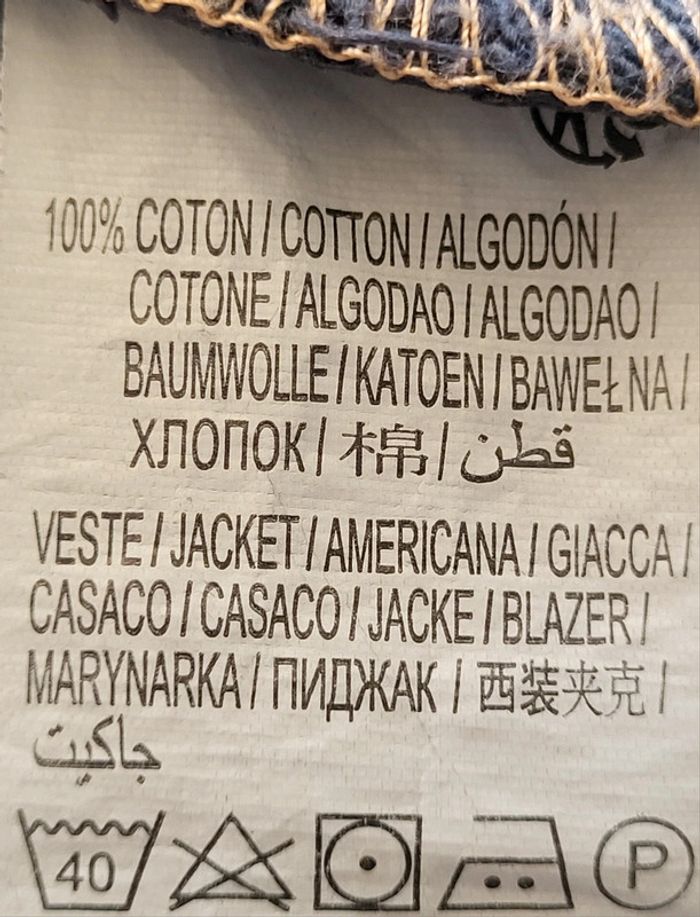 100% COTON / COTTON / ALGODÓN /
COTONE / ALGODAO / ALGODAO /
BAUMWOLLE / KATOEN / BAWEŁNA /
ХЛОПОК / 棉 / قطن
VESTE / JACKET / AMERICANA / GIACCA /
CASACO / CASACO / JACKE / BLAZER /
MARYNARKA / ПИДЖАК / 西装夹克 /
جاكيت
40 P